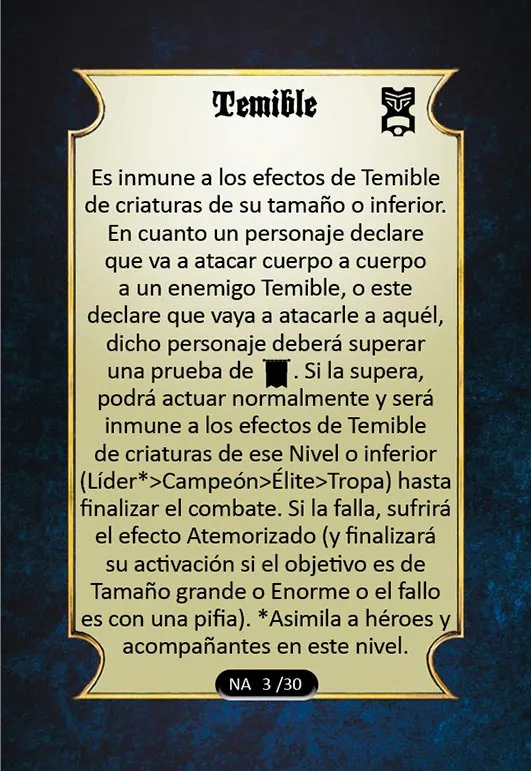 Temible
Es inmune a los efectos de Temible
de criaturas de su tamaño o inferior.
En cuanto un personaje declare
que va a atacar cuerpo a cuerpo
a un enemigo Temible, o este
declare que vaya a atacarle a aquél,
dicho personaje deberá superar
una prueba de . Si la supera,
podrá actuar normalmente y será
inmune a los efectos de Temible
de criaturas de ese Nivel o inferior
(Líder*>Campeón>Élite>Tropa) hasta
finalizar el combate. Si la falla, sufrirá
el efecto Atemorizado (y finalizará
su activación si el objetivo es de
Tamaño grande o Enorme o el fallo
es con una pifia). *Asimila a héroes y
acompañantes en este nivel.
NA 3 /30